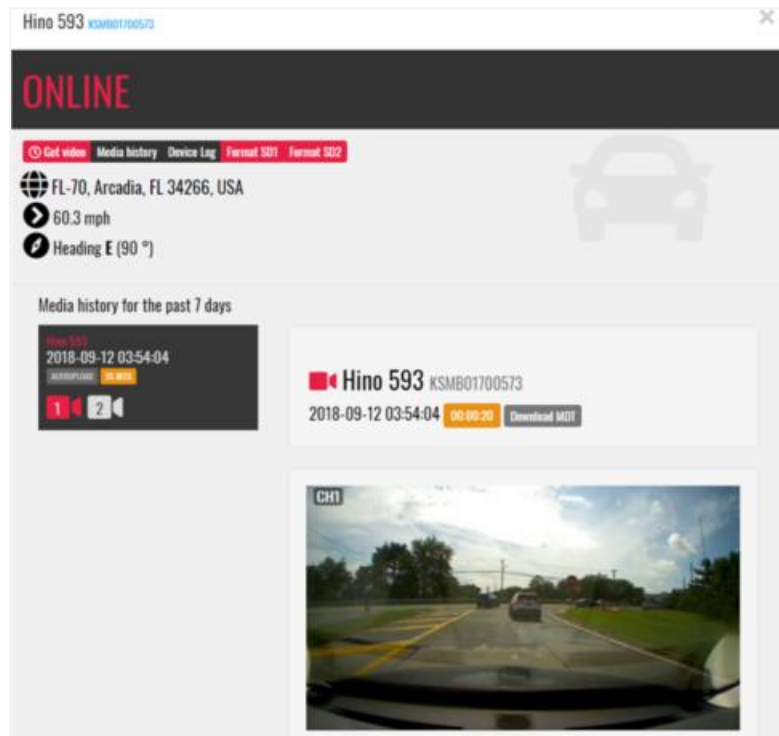 Hino 593 KSMB01700573
ONLINE
Get video Media history Device Log Format SD1 Format SD2
FL-70, Arcadia, FL 34266, USA
60.3 mph
Heading E (90 °)
Media history for the past 7 days
Hino 593
2018-09-12 03:54:04
AUTOUPLOAD
1 2
Hino 593 KSMB01700573
2018-09-12 03:54:04 00:00:20 Download MDT
CH1